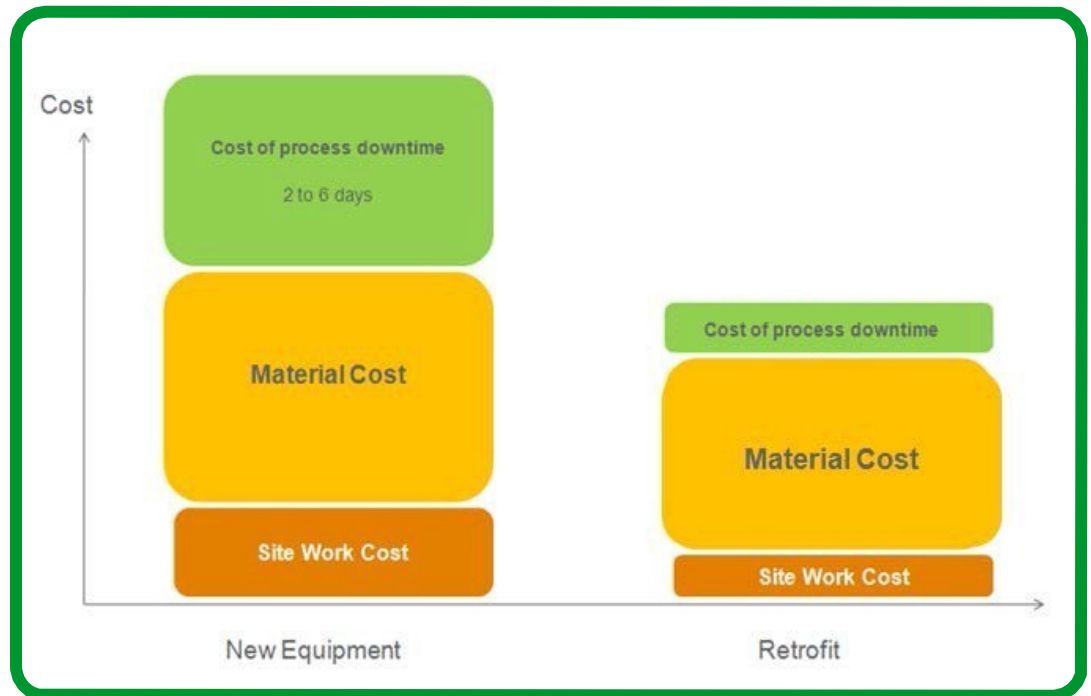 Cost
Cost of process downtime
2 to 6 days
Material Cost
Site Work Cost
Cost of process downtime
Material Cost
Site Work Cost
New Equipment
Retrofit